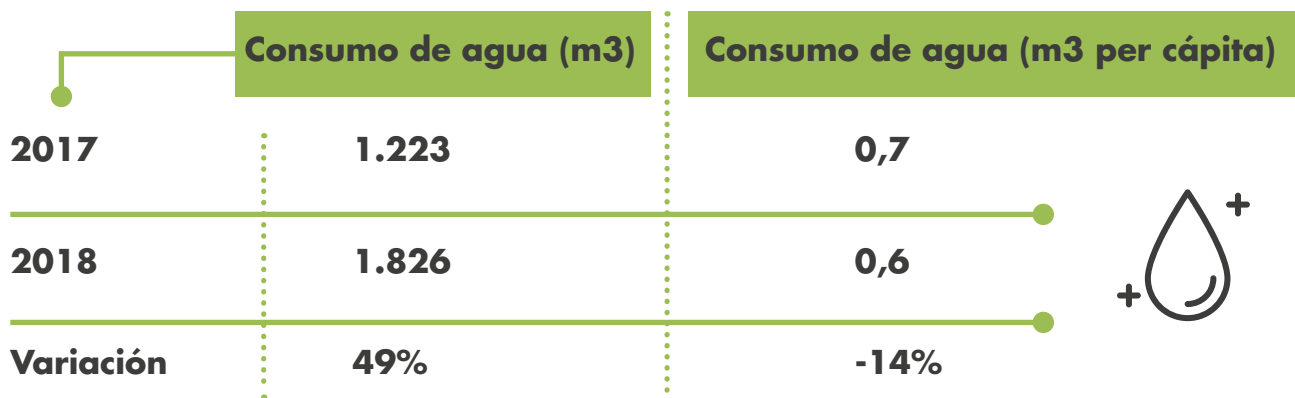 Consumo de agua (m3) Consumo de agua (m3 per cápita)
2017 1.223 0,7
2018 1.826 0,6
Variación 49% -14%